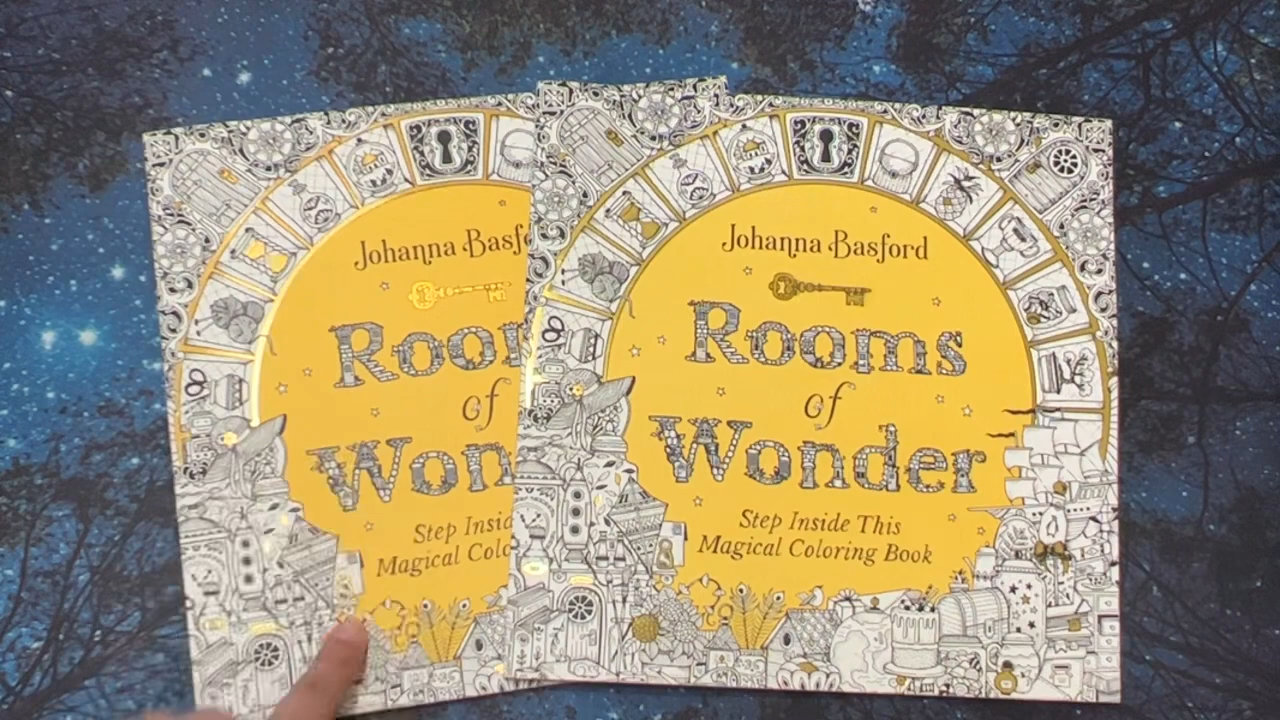 Johanna Basf
Roo
of
Won
Step Insid
Magical Colo
Johanna Basford
Rooms
of
Wonder
Step Inside This
Magical Coloring Book